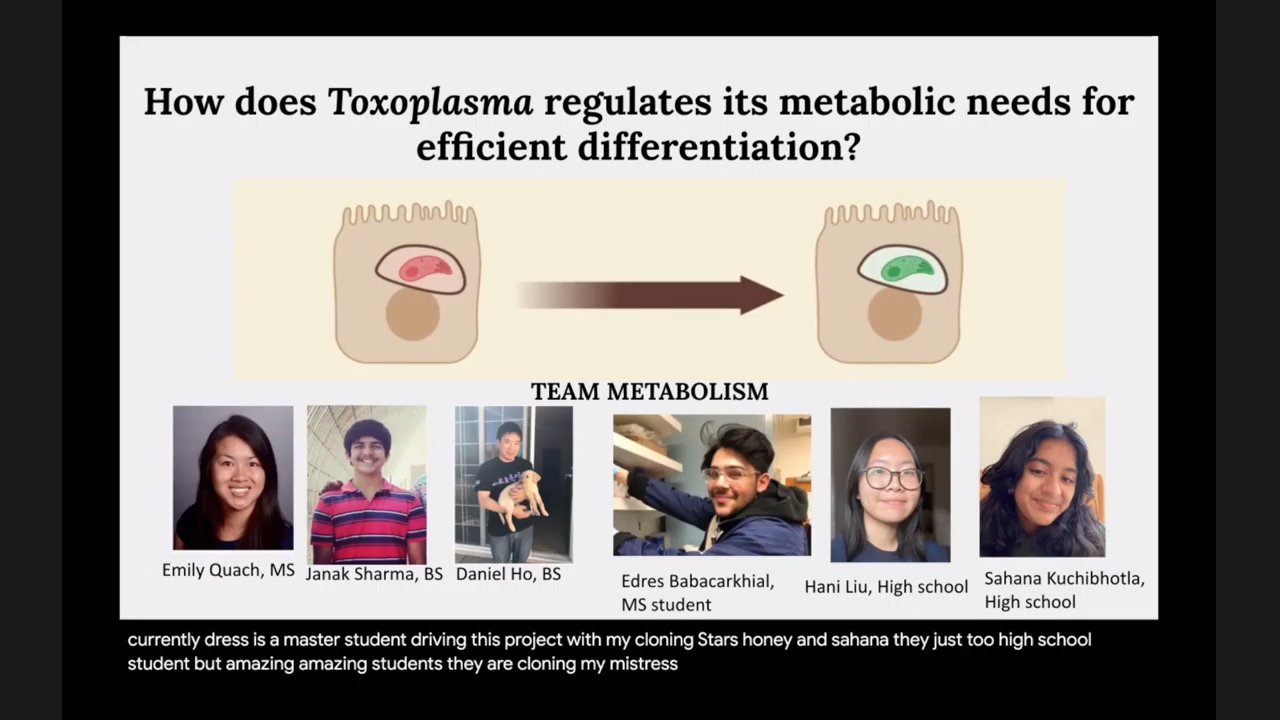 How does Toxoplasma regulates its metabolic needs for
efficient differentiation?
TEAM METABOLISM
Emily Quach, MS
Janak Sharma, BS
Daniel Ho, BS
Edres Babacarkhial,
MS student
Hani Liu, High school
Sahana Kuchibhotla,
High school
currently dress is a master student driving this project with my cloning Stars honey and sahana they just too high school
student but amazing amazing students they are cloning my mistress